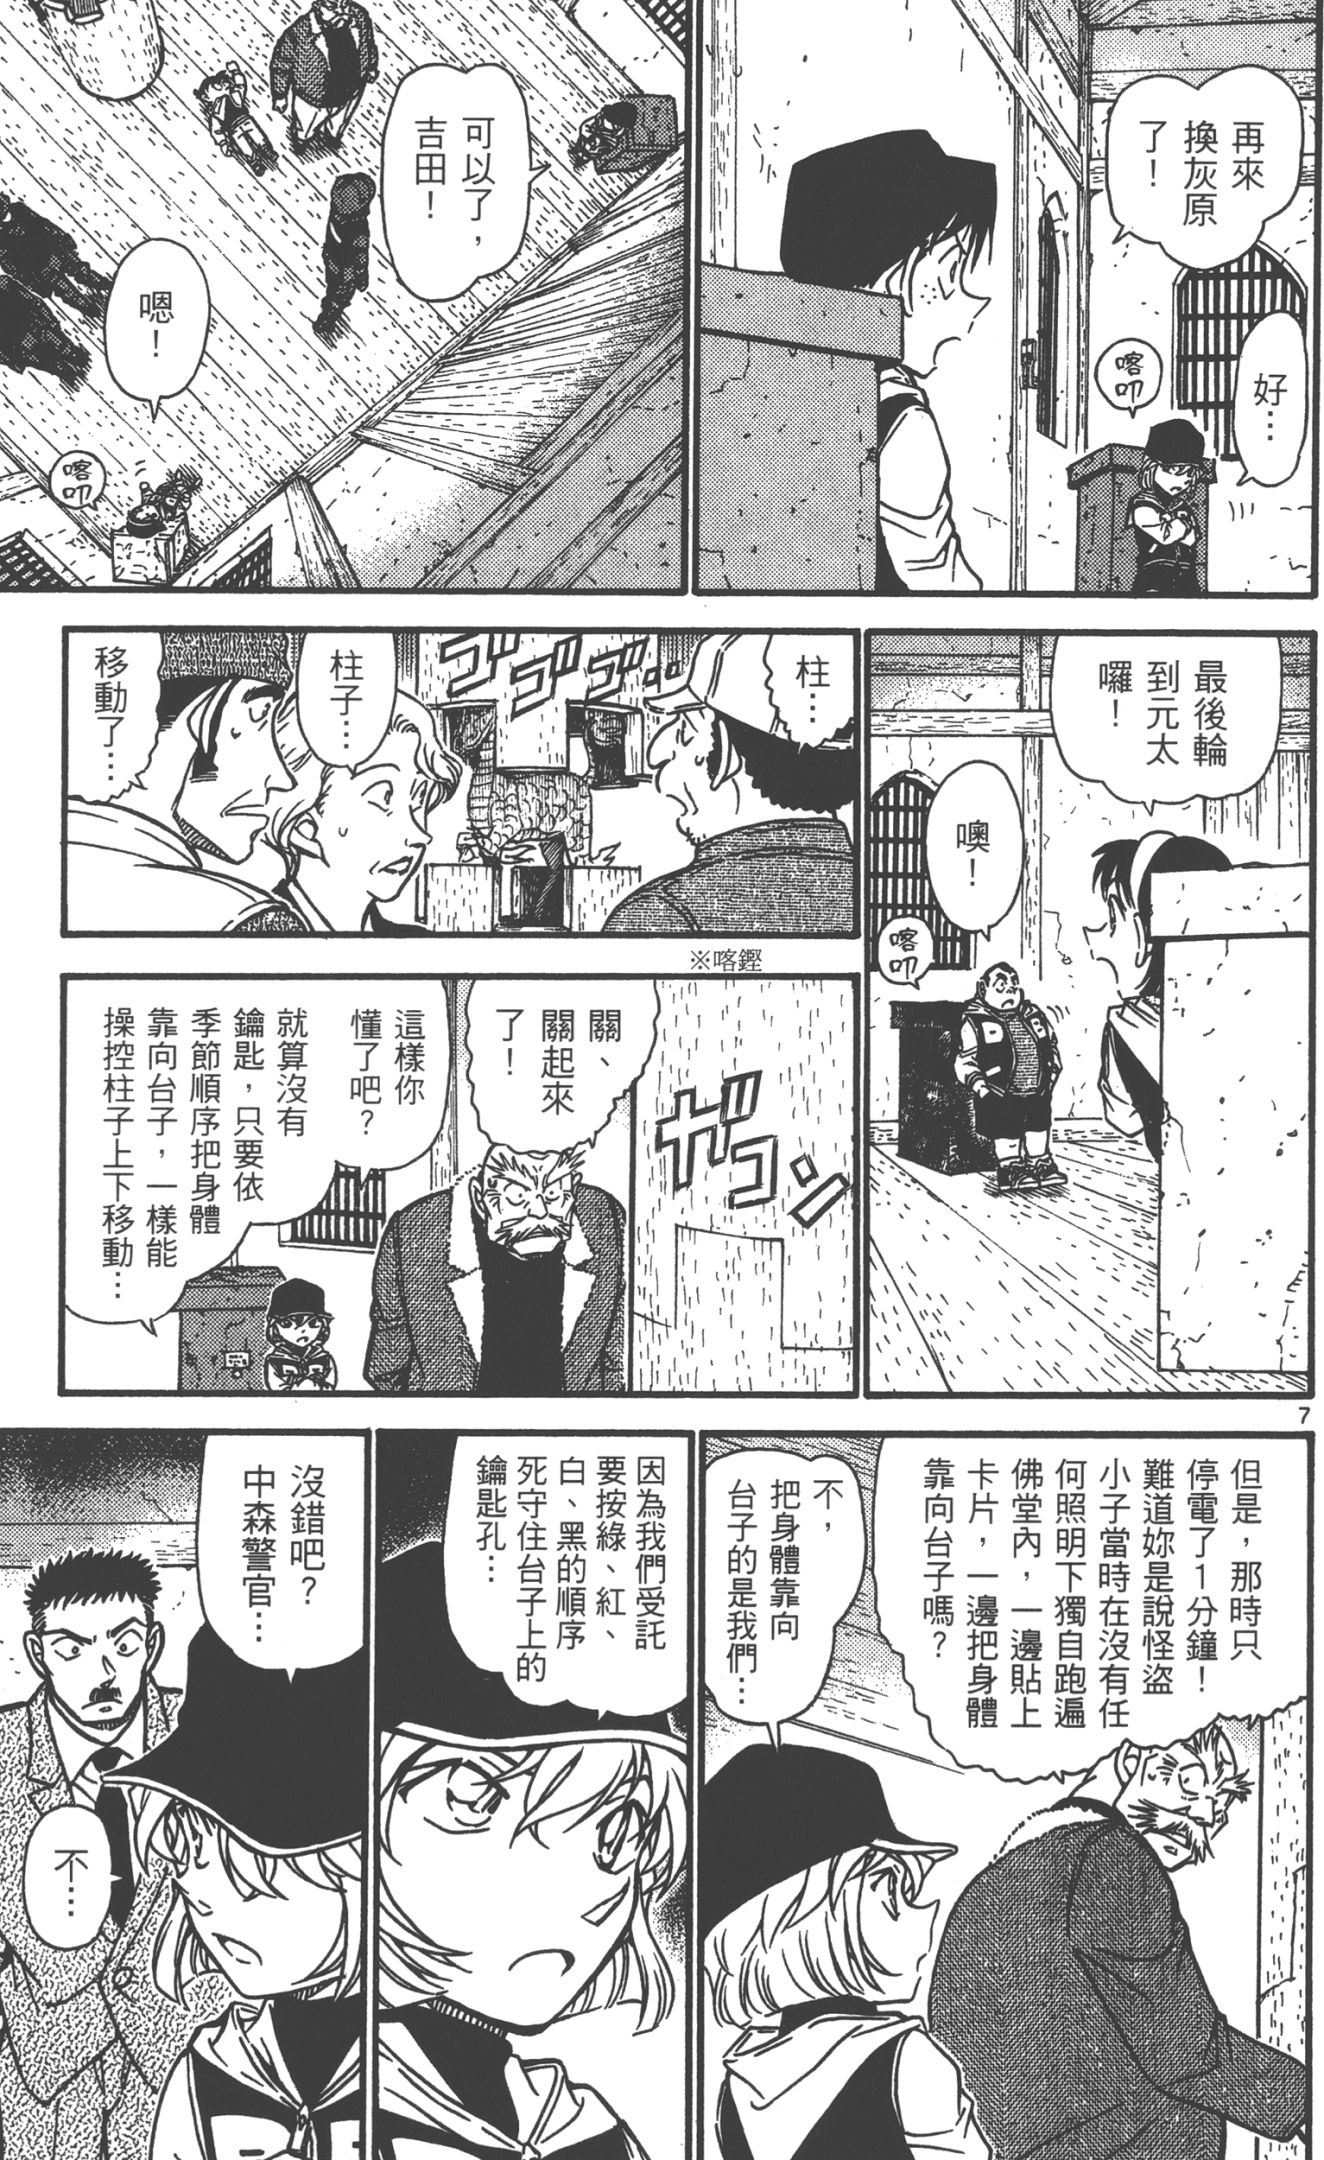 再來
換灰原
了！
好…
喀叩
可以了，
吉田！
嗯！
喀叩
最後輪
到元太
囉！
噢！
喀叩
柱…
柱子…
移動了…
ゴゴゴ…
※喀鏗
ガコン
關、
關起來
了！
這樣你
懂了吧？
就算沒有
鑰匙，只要依
季節順序把身體
靠向台子，一樣能
操控柱子上下移動…
7
但是，那時只
停電了1分鐘！
難道妳是說怪盜
小子當時在沒有任
何照明下獨自跑遍
佛堂內，一邊貼上
卡片，一邊把身體
靠向台子嗎？
不，
把身體靠向
台子的是我們…
因為我們受託
要按綠、紅、
白、黑的順序
死守住台子上的
鑰匙孔…
沒錯吧？
中森警官…
不…